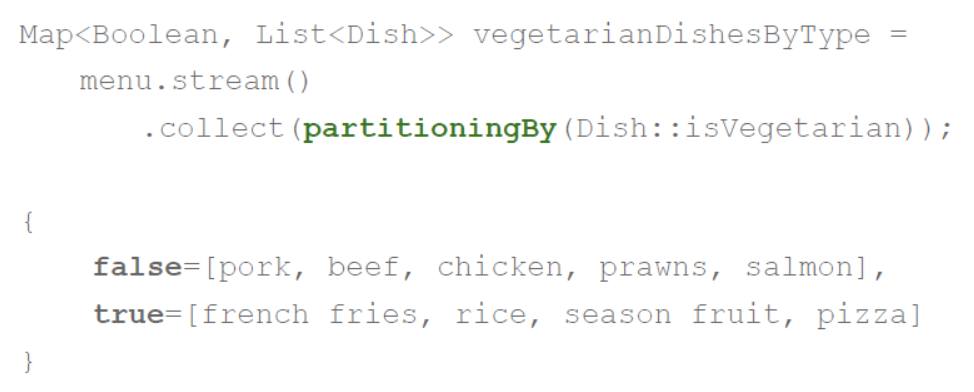 Map<Boolean, List<Dish>> vegetarianDishesByType =
menu.stream()
.collect(partitioningBy(Dish::isVegetarian));
{
false=[pork, beef, chicken, prawns, salmon],
true=[french fries, rice, season fruit, pizza]
}